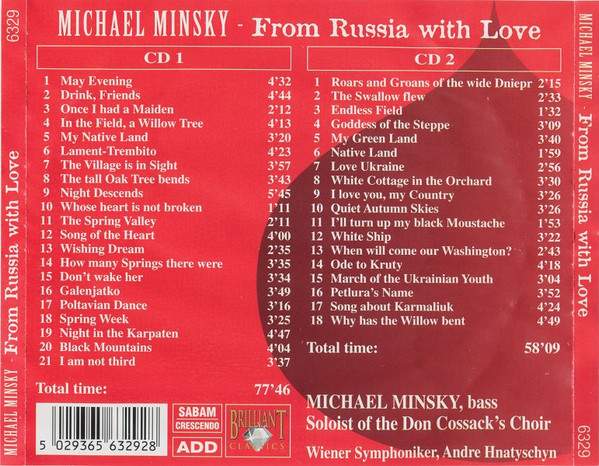 6329
MICHAEL MINSKY - From Russia with Love
MICHAEL MINSKY - From Russia with Love
CD 1
1 May Evening 4’32
2 Drink, Friends 4’44
3 Once I had a Maiden 2’12
4 In the Field, a Willow Tree 4’13
5 My Native Land 3’20
6 Lament-Trembito 4’23
7 The Village is in Sight 3’57
8 The tall Oak Tree bends 3’43
9 Night Descends 5’45
10 Whose heart is not broken 1’11
11 The Spring Valley 2’11
12 Song of the Heart 4’00
13 Wishing Dream 2’35
14 How many Springs there were 3’35
15 Don’t wake her 3’34
16 Galenjatko 3’49
17 Poltavian Dance 3’14
18 Spring Week 3’25
19 Night in the Karpaten 4’47
20 Black Mountains 4’04
21 I am not third 3’37
Total time: 77’46
CD 2
1 Roars and Groans of the wide Dniepr 2’15
2 The Swallow flew 2’33
3 Endless Field 1’32
4 Goddess of the Steppe 3’09
5 My Green Land 3’40
6 Native Land 1’59
7 Love Ukraine 2’56
8 White Cottage in the Orchard 3’30
9 I love you, my Country 3’26
10 Quiet Autumn Skies 3’26
11 I’ll turn up my black Moustache 1’53
12 White Ship 3’22
13 When will come our Washington? 2’43
14 Ode to Kruty 4’18
15 March of the Ukrainian Youth 3’04
16 Petlura’s Name 3’52
17 Song about Karmaliuk 4’24
18 Why has the Willow bent 4’49
Total time: 58’09
MICHAEL MINSKY, bass
Soloist of the Don Cossack’s Choir
Wiener Symphoniker, Andre Hnatyschyn
5 029365 632928
SABAM
CRESCENDO
ADD
BRILLIANT
CLASSICS
MICHAEL MINSKY - From Russia with Love
6329